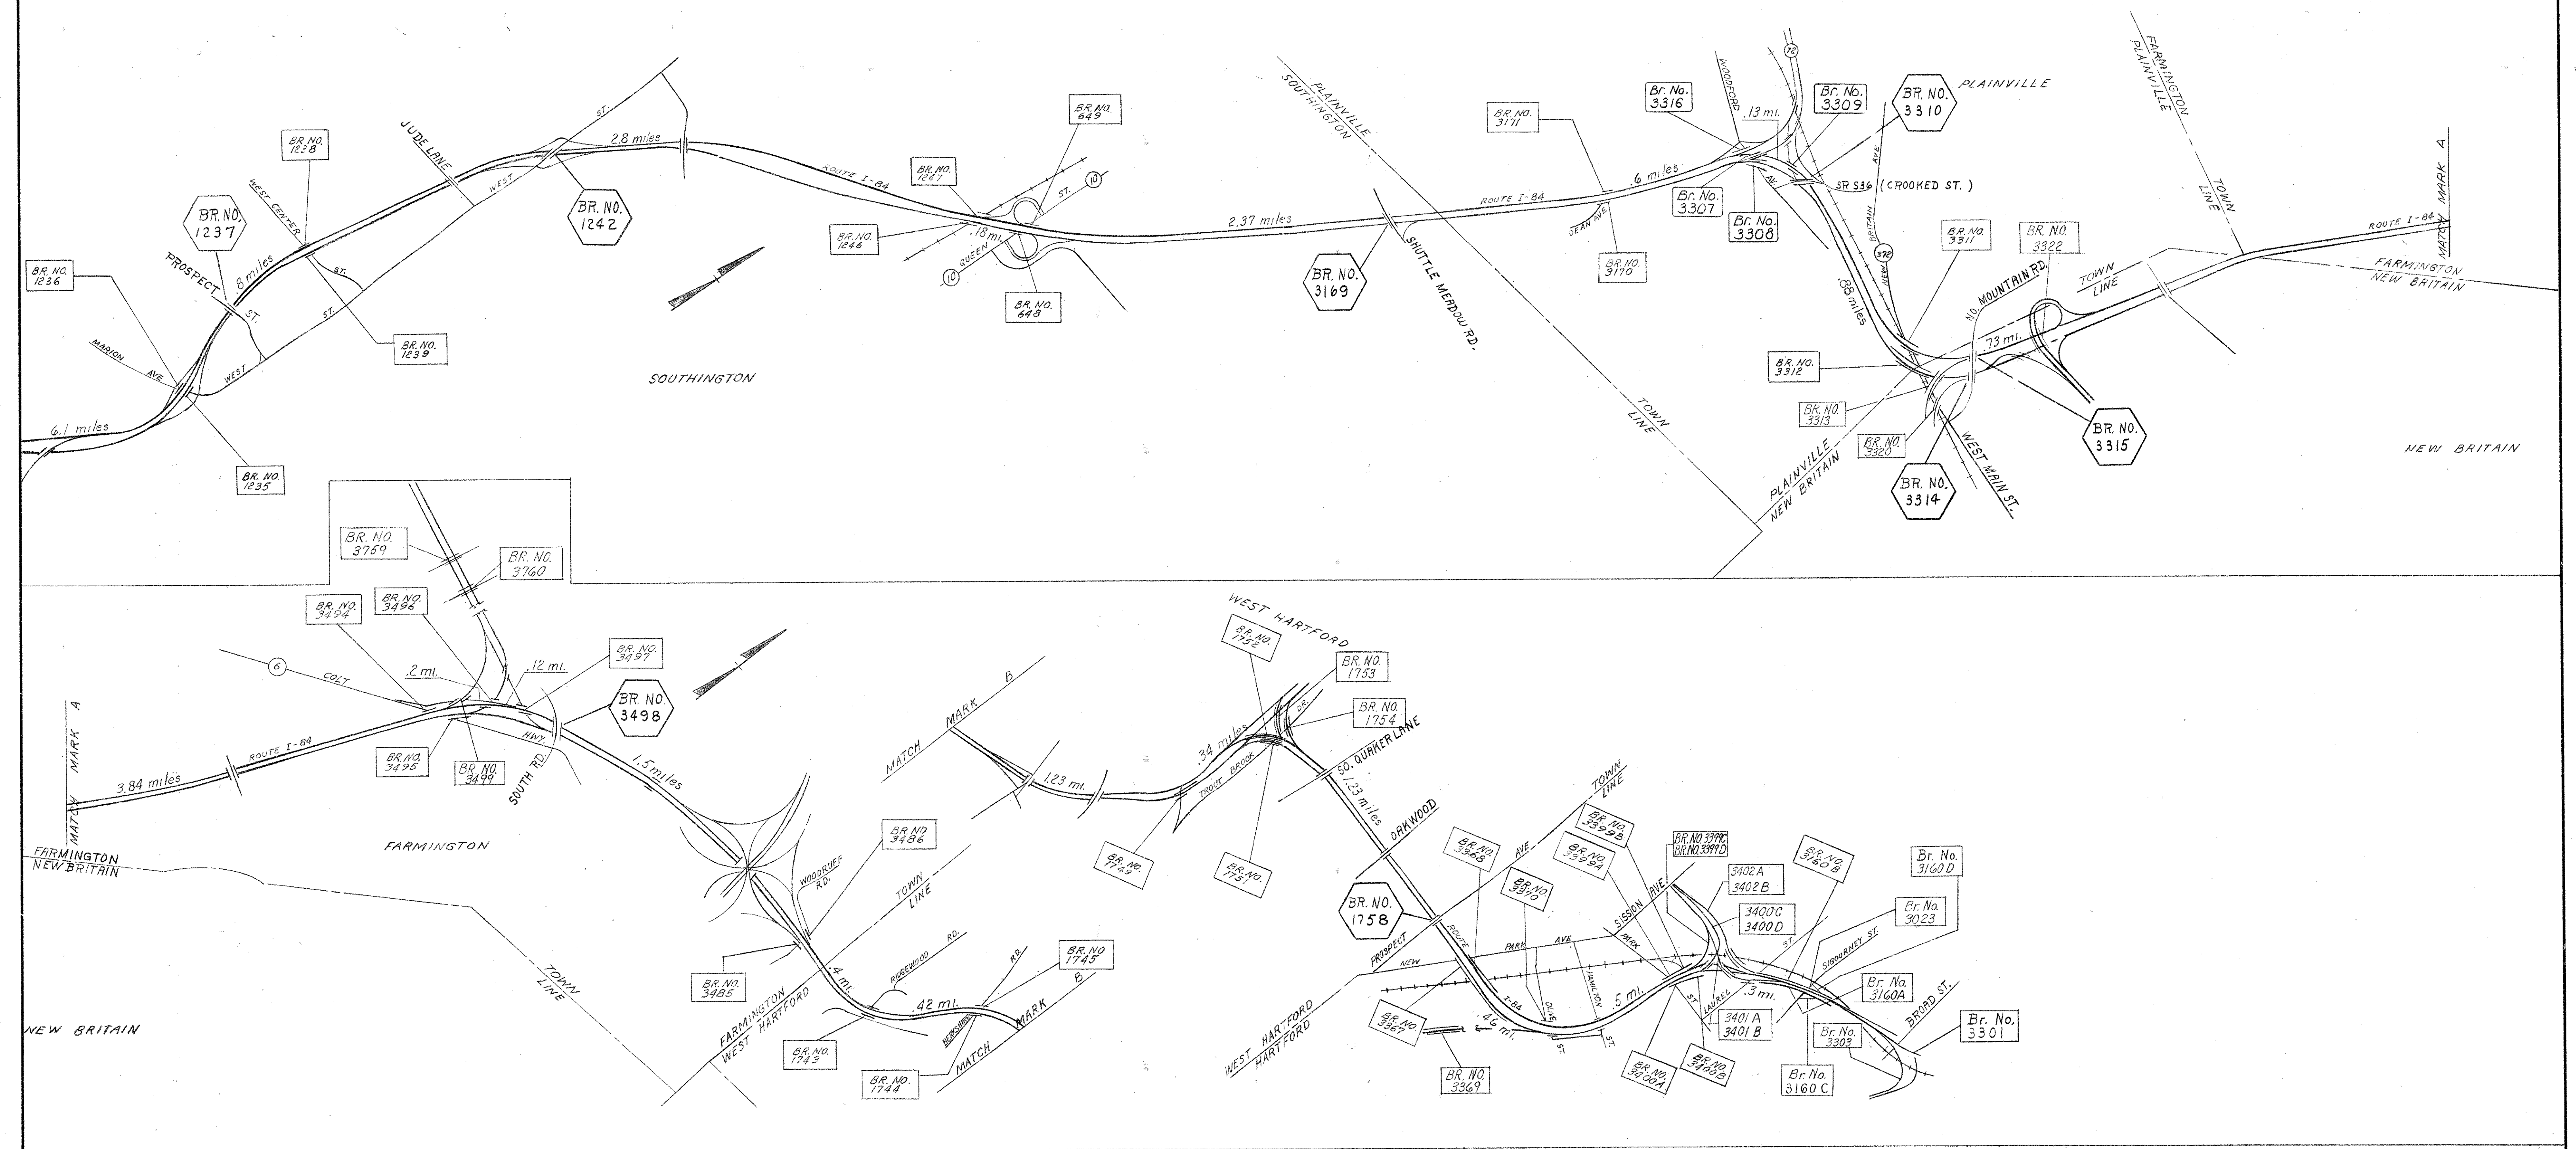 BR. NO.
1236
MARION
AVE
6.1 miles
PROSPECT
ST.
BR. NO.
1237
.8 miles
BR. NO.
1235
WEST
ST.
WEST CENTER
ST.
BR. NO.
1238
BR. NO.
1239
JUDE LANE
WEST
ST.
BR. NO.
1242
2.8 miles
ROUTE I-84
SOUTHINGTON
BR. NO.
1247
BR. NO.
1246
BR. NO.
649
10
ST.
.18 mi.
QUEEN
10
BR. NO.
648
2.37 miles
PLAINVILLE
SOUTHINGTON
BR. NO.
3169
SHUTTLE MEADOW RD.
ROUTE I-84
TOWN
LINE
BR. NO.
3171
DEAN AVE
BR. NO.
3170
.6 miles
Br. No.
3316
WOODFORD
AV.
.13 mi.
72
Br. No.
3309
BR. NO.
3310
PLAINVILLE
Br. No.
3307
Br. No.
3308
SR 536 (CROOKED ST.)
NEW BRITAIN AVE
372
.88 miles
BR. NO.
3311
BR. NO.
3312
BR. NO.
3313
BR. NO.
3320
BR. NO.
3314
WEST MAIN ST.
PLAINVILLE
NEW BRITAIN
NO. MOUNTAIN RD.
BR. NO.
3322
.73 mi.
BR. NO.
3315
TOWN
LINE
FARMINGTON
PLAINVILLE
TOWN
LINE
ROUTE I-84
MATCH MARK A
FARMINGTON
NEW BRITAIN
NEW BRITAIN
BR. NO.
3759
BR. NO.
3760
BR. NO.
3494
BR. NO.
3496
BR. NO.
3497
6
COLT
HWY.
.2 mi.
.12 mi.
BR. NO.
3498
BR. NO.
3495
BR. NO.
3499
SOUTH RD.
MATCH MARK A
3.84 miles
ROUTE I-84
FARMINGTON
NEW BRITAIN
FARMINGTON
NEW BRITAIN
TOWN
LINE
1.5 miles
BR. NO
3486
WOODRUFF
RD.
BR. NO.
3485
TOWN
LINE
FARMINGTON
WEST HARTFORD
.4 mi.
RIDGEWOOD RD.
BR. NO.
1743
.42 mi.
BR. NO.
1744
RD.
BR. NO
1745
MATCH MARK B
MATCH MARK B
1.23 mi.
WEST HARTFORD
BR. NO.
1752
BR. NO.
1753
BR. NO.
1754
.34 miles
TROUT BROOK
DR.
BR. NO.
1749
BR. NO.
1751
SO. QUAKER LANE
1.23 miles
OAKWOOD
BR. NO.
1758
TOWN
LINE
PROSPECT
AVE
WEST HARTFORD
HARTFORD
ROUTE
I-84
NEW PARK AVE
BR. NO.
3368
BR. NO
3370
BR. NO
3367
BR. NO.
3369
.46 mi.
OLIVE
ST.
HAMILTON
ST.
.5 mi.
BR. NO.
3399B
BR. NO.
3399A
BR. NO. 3399C
BR. NO. 3399D
SISSION AVE.
PARK
ST
3402 A
3402 B
3400 C
3400 D
BR. NO.
3160 B
LAUREL
ST.
3401 A
3401 B
BR. NO.
3400 A
BR. NO.
3400 B
.3 mi.
SIGOURNEY ST.
Br. No.
3160 D
Br. No.
3023
Br. No.
3160A
Br. No.
3303
Br. No.
3160 C
BROAD ST.
Br. No.
3301